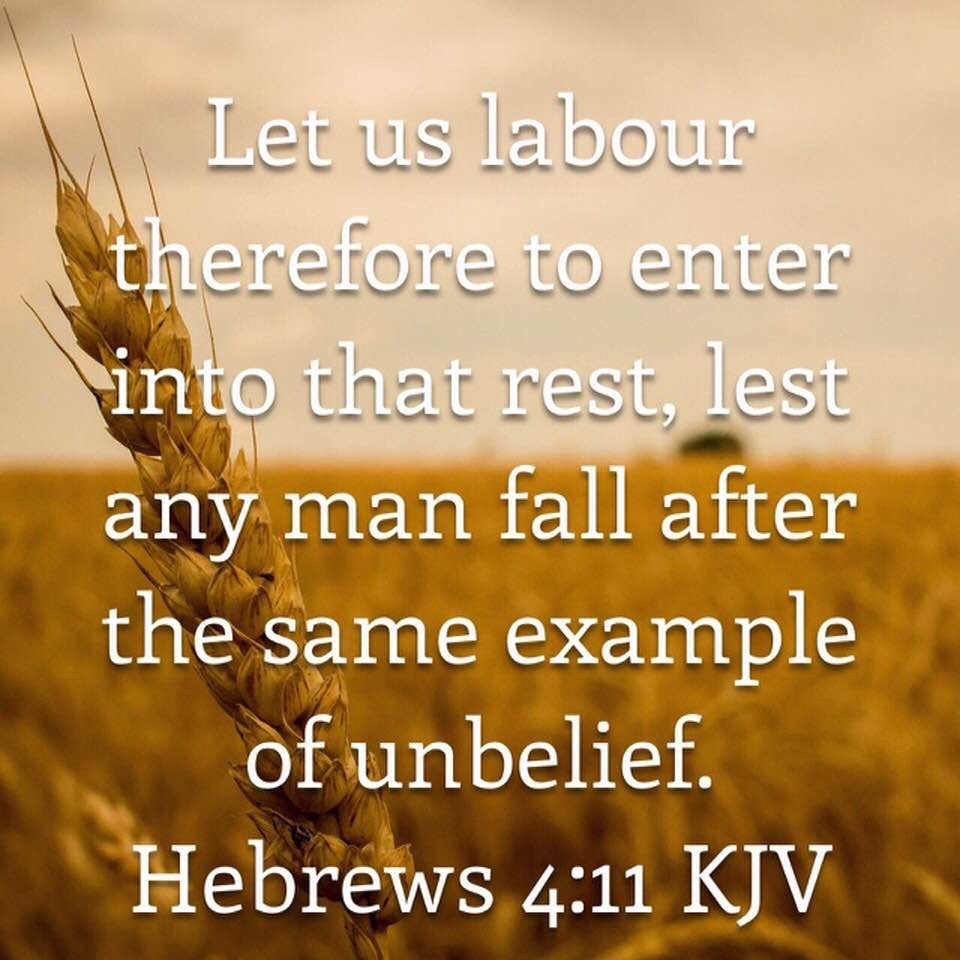 Let us labour
therefore to enter
into that rest, lest
any man fall after
the same example
of unbelief.
Hebrews 4:11 KJV